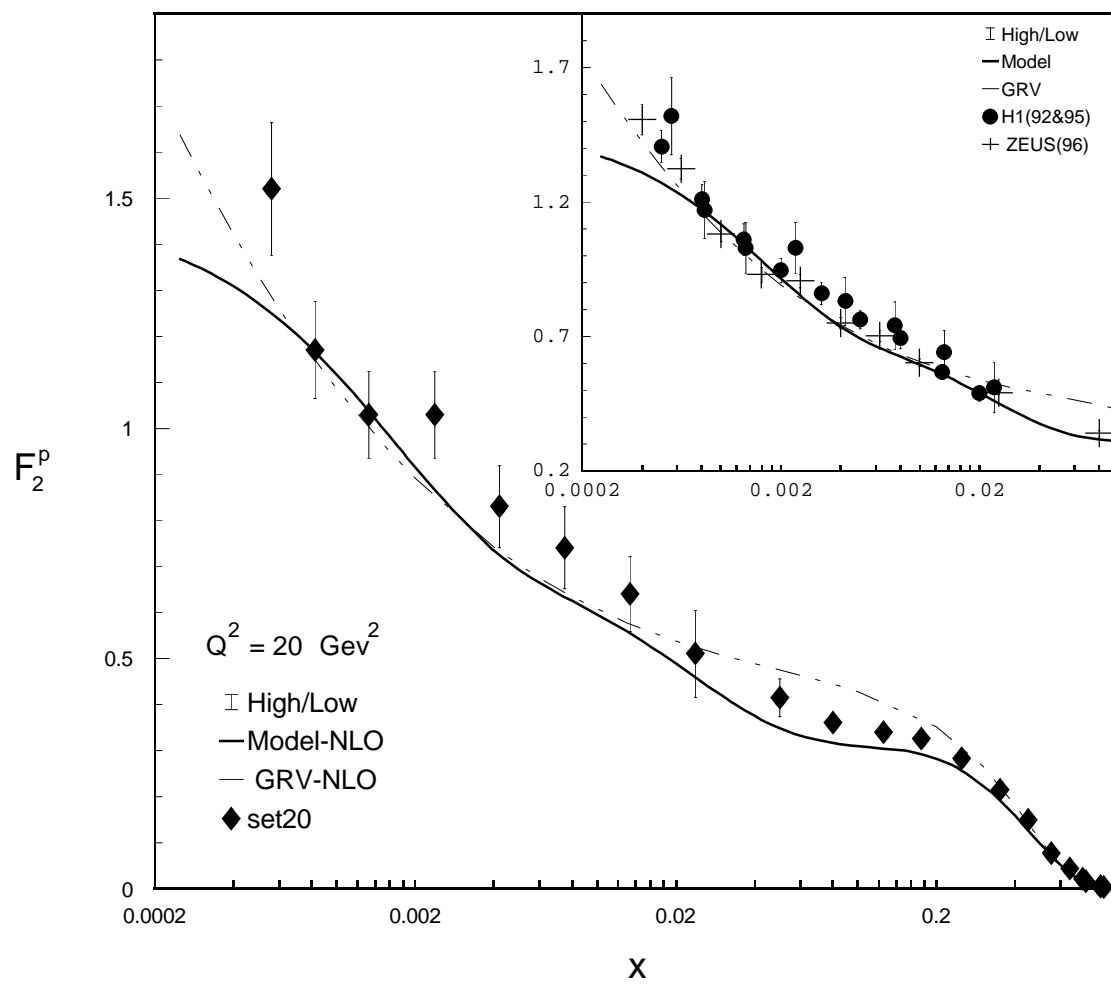 High/Low
Model
GRV
H1(92&95)
ZEUS(96)
1.7
1.2
0.7
0.2
0.0002
0.002
0.02
1.5
1
0.5
0
F2p
Q2 = 20 Gev2
High/Low
Model-NLO
GRV-NLO
set20
0.0002
0.002
0.02
0.2
x